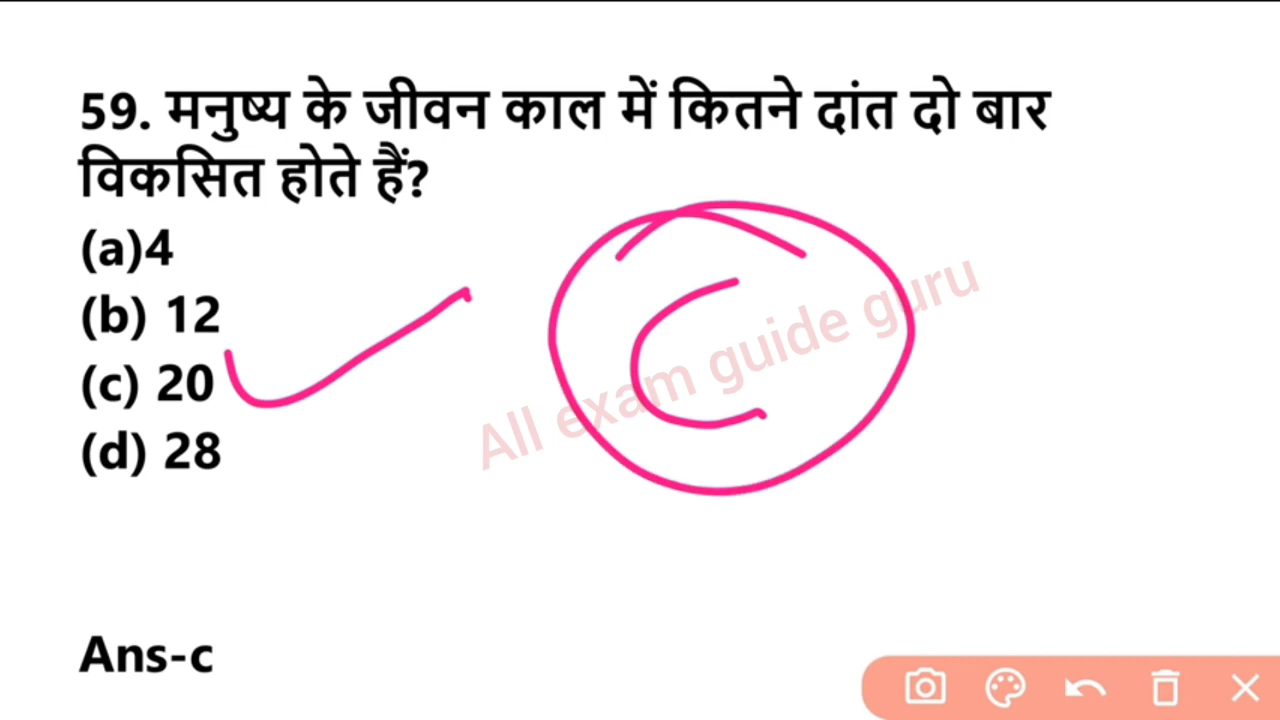 59. मनुष्य के जीवन काल में कितने दांत दो बार
विकसित होते हैं?
(a)4
(b) 12
(c) 20
(d) 28
C
All exam guide guru
Ans-c